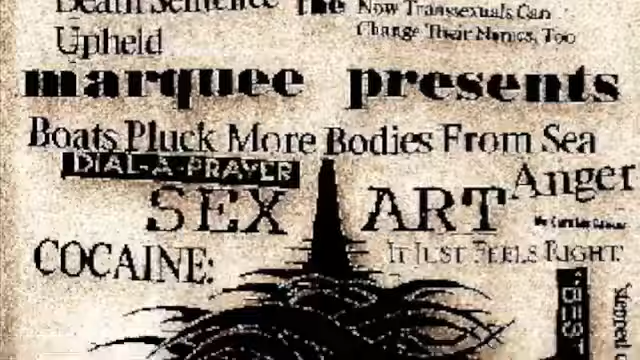 Death Sentence
Upheld
The
Now Transsexuals Can
Change Their Names, Too
marquee presents
Boats Pluck More Bodies From Sea
DIAL-A-PRAYER
Anger
SEX ART
COCAINE:
IT JUST FEELS RIGHT
BEST